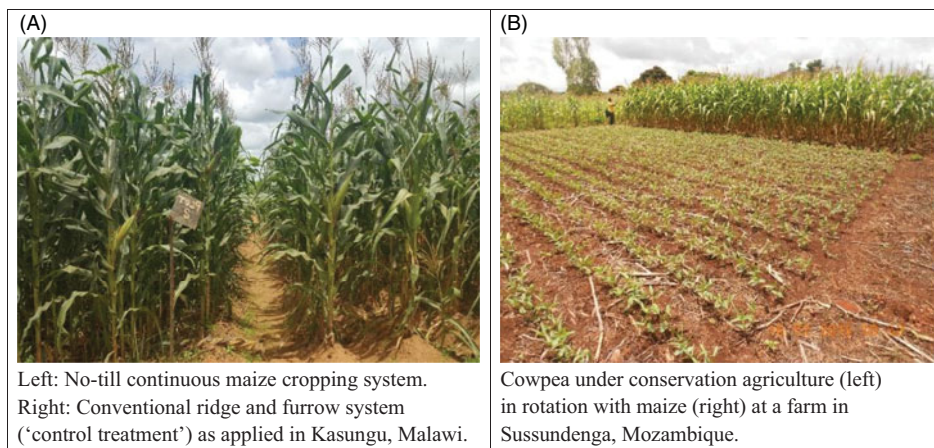 (A)
Left: No-till continuous maize cropping system.
Right: Conventional ridge and furrow system
(‘control treatment’) as applied in Kasungu, Malawi.
(B)
Cowpea under conservation agriculture (left)
in rotation with maize (right) at a farm in
Sussundenga, Mozambique.